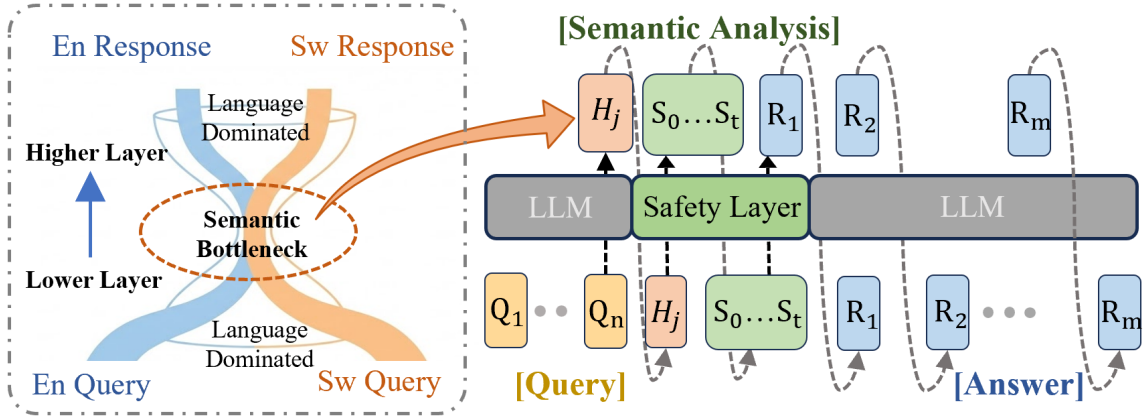 En Response
Sw Response
Language
Dominated
Higher Layer
Semantic
Bottleneck
Lower Layer
Language
Dominated
En Query
Sw Query
[Semantic Analysis]
H_j
S_0...S_t
R_1
R_2
R_m
LLM
Safety Layer
LLM
Q_1
Q_n
H_j
S_0...S_t
R_1
R_2
R_m
[Query]
[Answer]